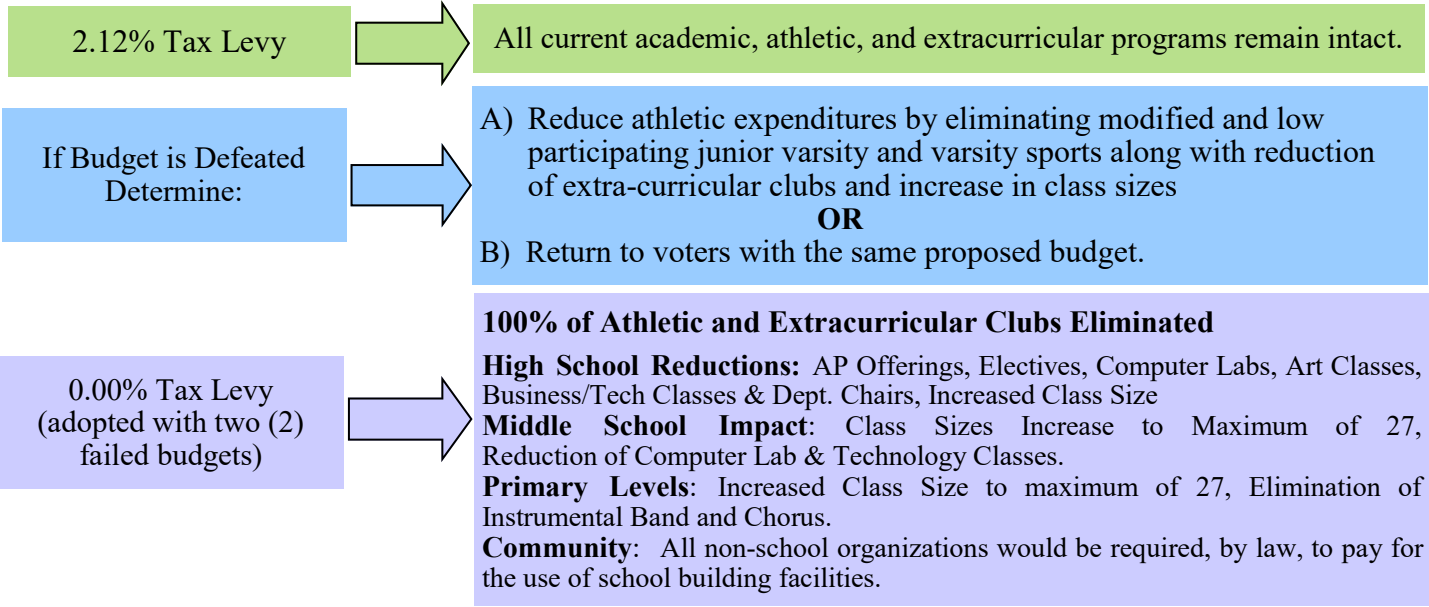 2.12% Tax Levy
All current academic, athletic, and extracurricular programs remain intact.
If Budget is Defeated
Determine:
A) Reduce athletic expenditures by eliminating modified and low
participating junior varsity and varsity sports along with reduction
of extra-curricular clubs and increase in class sizes
OR
B) Return to voters with the same proposed budget.
0.00% Tax Levy
(adopted with two (2)
failed budgets)
100% of Athletic and Extracurricular Clubs Eliminated
High School Reductions: AP Offerings, Electives, Computer Labs, Art Classes,
Business/Tech Classes & Dept. Chairs, Increased Class Size
Middle School Impact: Class Sizes Increase to Maximum of 27,
Reduction of Computer Lab & Technology Classes.
Primary Levels: Increased Class Size to maximum of 27, Elimination of
Instrumental Band and Chorus.
Community: All non-school organizations would be required, by law, to pay for
the use of school building facilities.